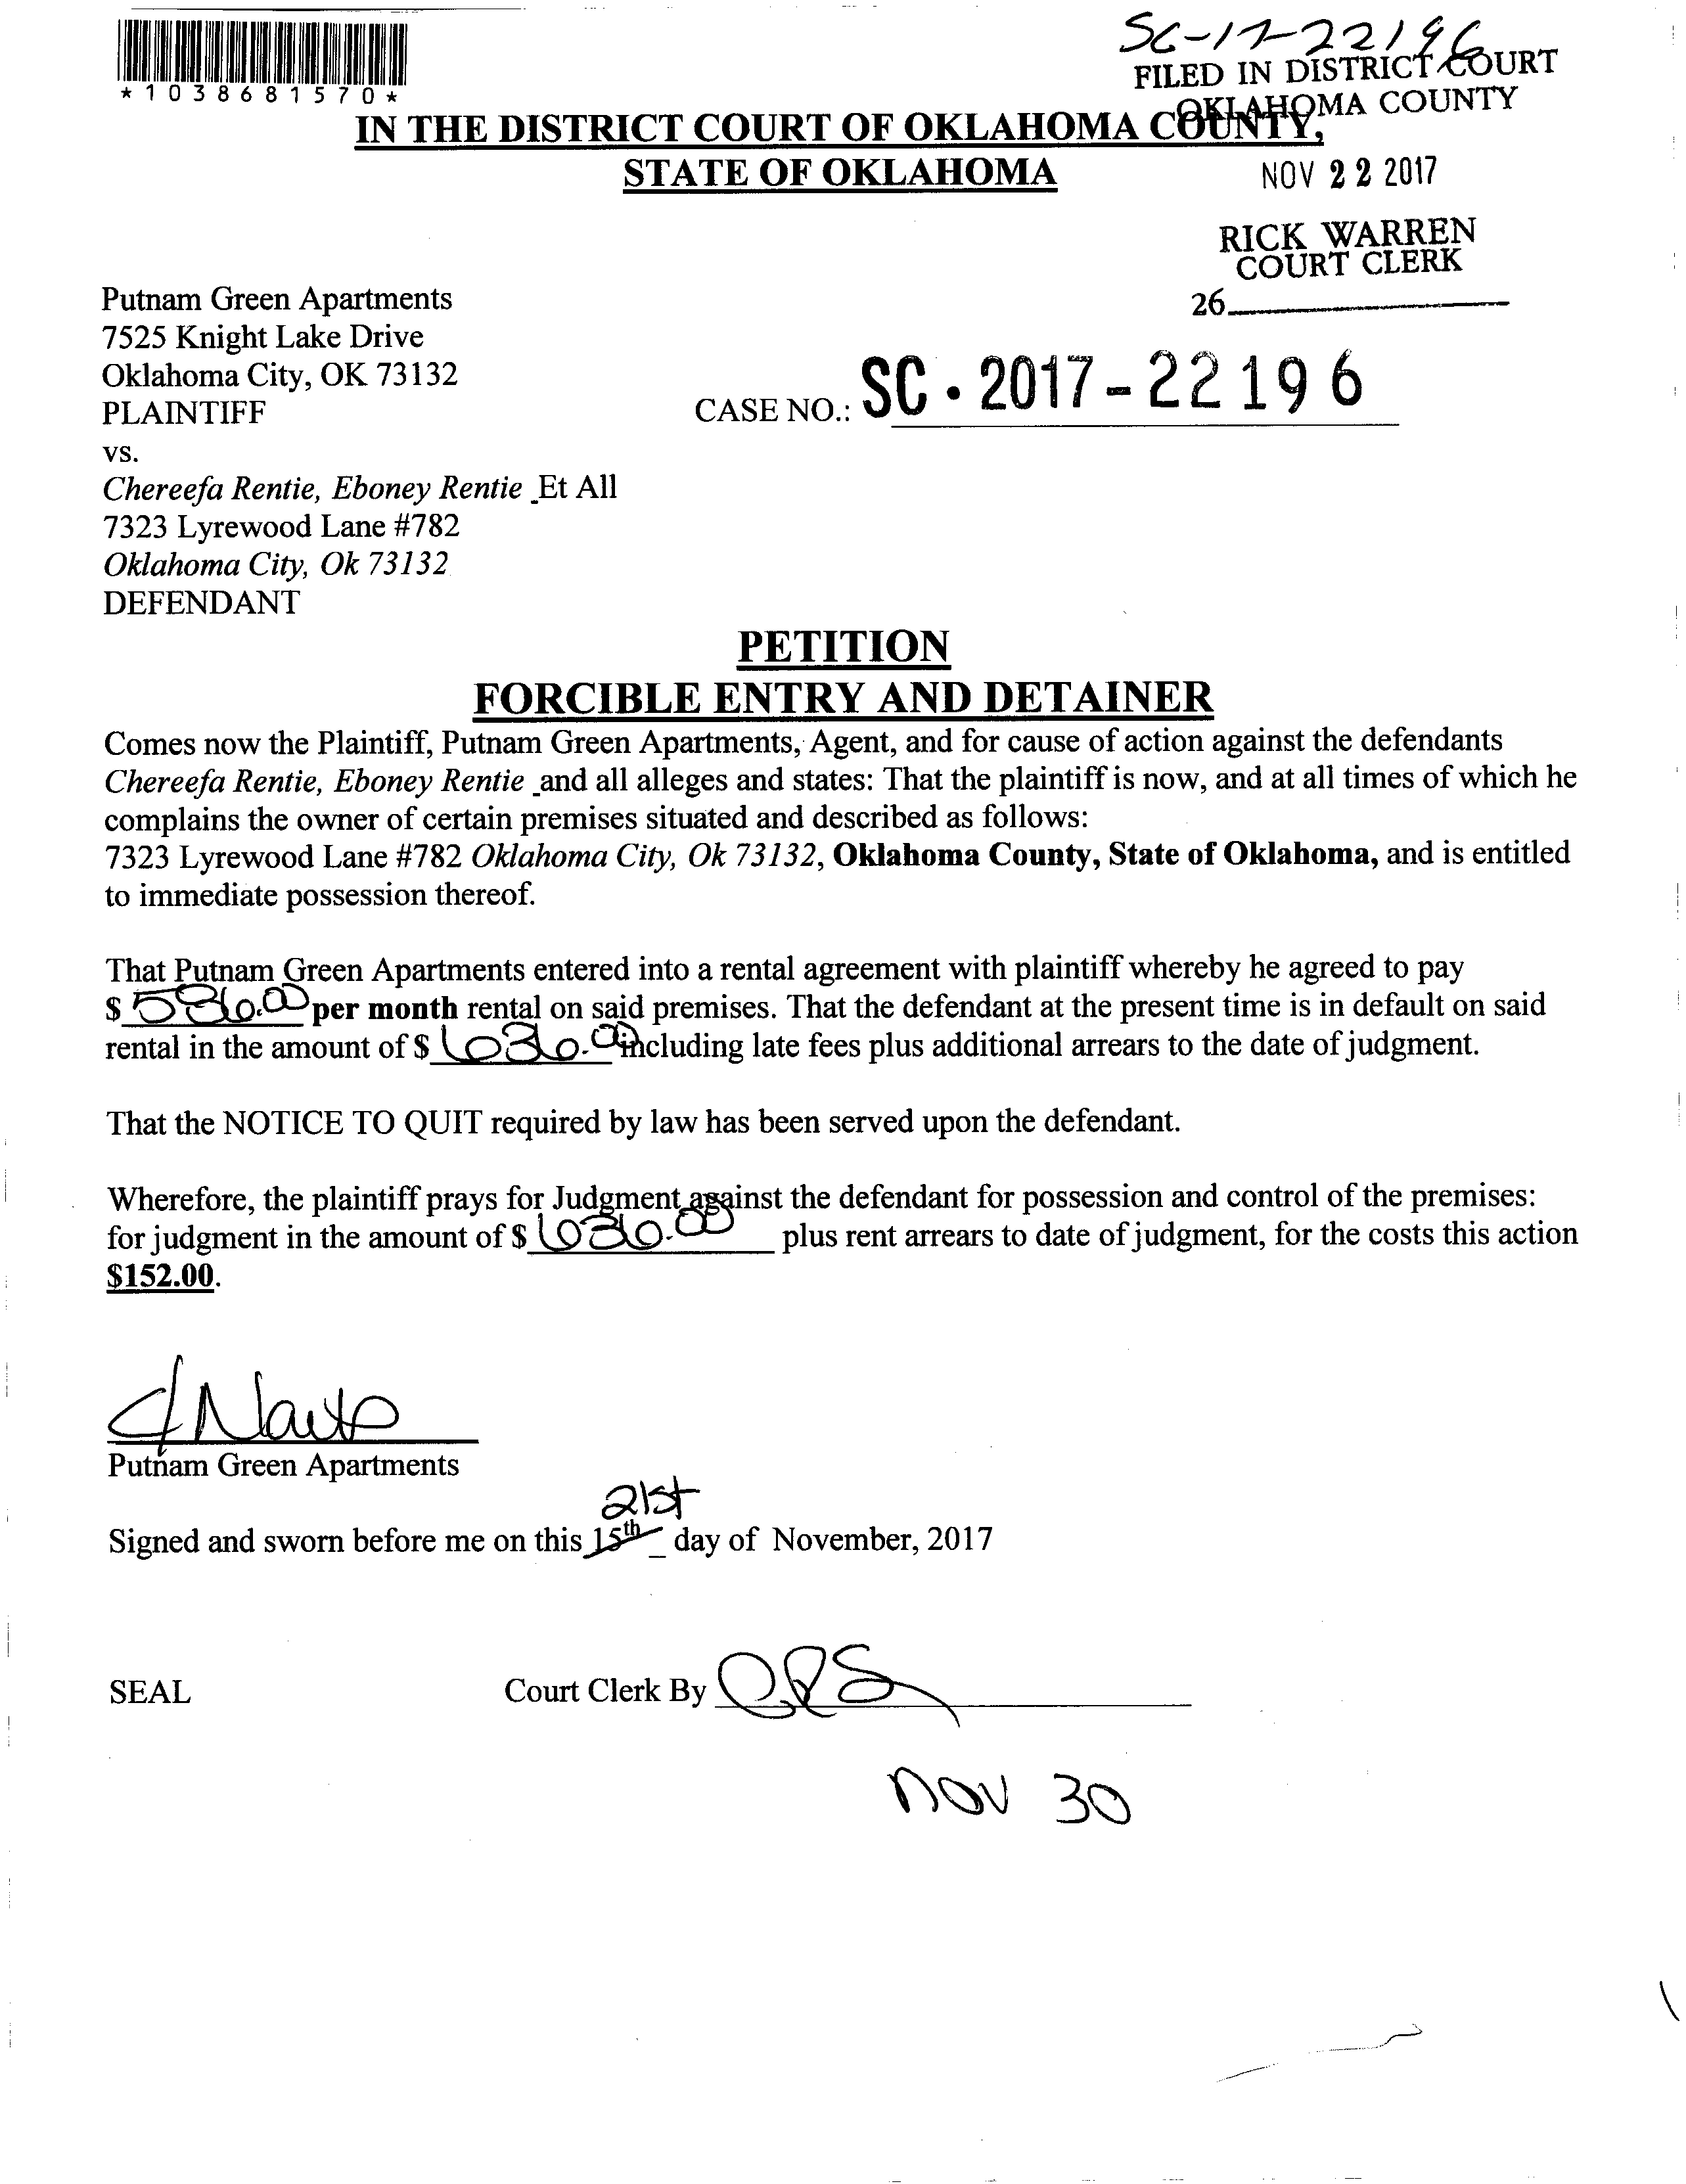 *1038681570*
SC-17-22196
FILED IN DISTRICT COURT
OKLAHOMA COUNTY
IN THE DISTRICT COURT OF OKLAHOMA COUNTY,
STATE OF OKLAHOMA
NOV 22 2017
RICK WARREN
COURT CLERK
26
Putnam Green Apartments
7525 Knight Lake Drive
Oklahoma City, OK 73132
PLAINTIFF
CASE NO.: SC-2017-22196
vs.
Chereefa Rentie, Eboney Rentie _Et All
7323 Lyrewood Lane #782
Oklahoma City, Ok 73132
DEFENDANT
PETITION
FORCIBLE ENTRY AND DETAINER
Comes now the Plaintiff, Putnam Green Apartments, Agent, and for cause of action against the defendants
Chereefa Rentie, Eboney Rentie _and all alleges and states: That the plaintiff is now, and at all times of which he
complains the owner of certain premises situated and described as follows:
7323 Lyrewood Lane #782 Oklahoma City, Ok 73132, Oklahoma County, State of Oklahoma, and is entitled
to immediate possession thereof.
That Putnam Green Apartments entered into a rental agreement with plaintiff whereby he agreed to pay
$ per month rental on said premises. That the defendant at the present time is in default on said
rental in the amount of $ 636.00 including late fees plus additional arrears to the date of judgment.
That the NOTICE TO QUIT required by law has been served upon the defendant.
Wherefore, the plaintiff prays for Judgment against the defendant for possession and control of the premises:
for judgment in the amount of $ 636.00 plus rent arrears to date of judgment, for the costs this action
$152.00.
Putnam Green Apartments
21st
Signed and sworn before me on this 15th _ day of November, 2017
SEAL
Court Clerk By
NOV 30